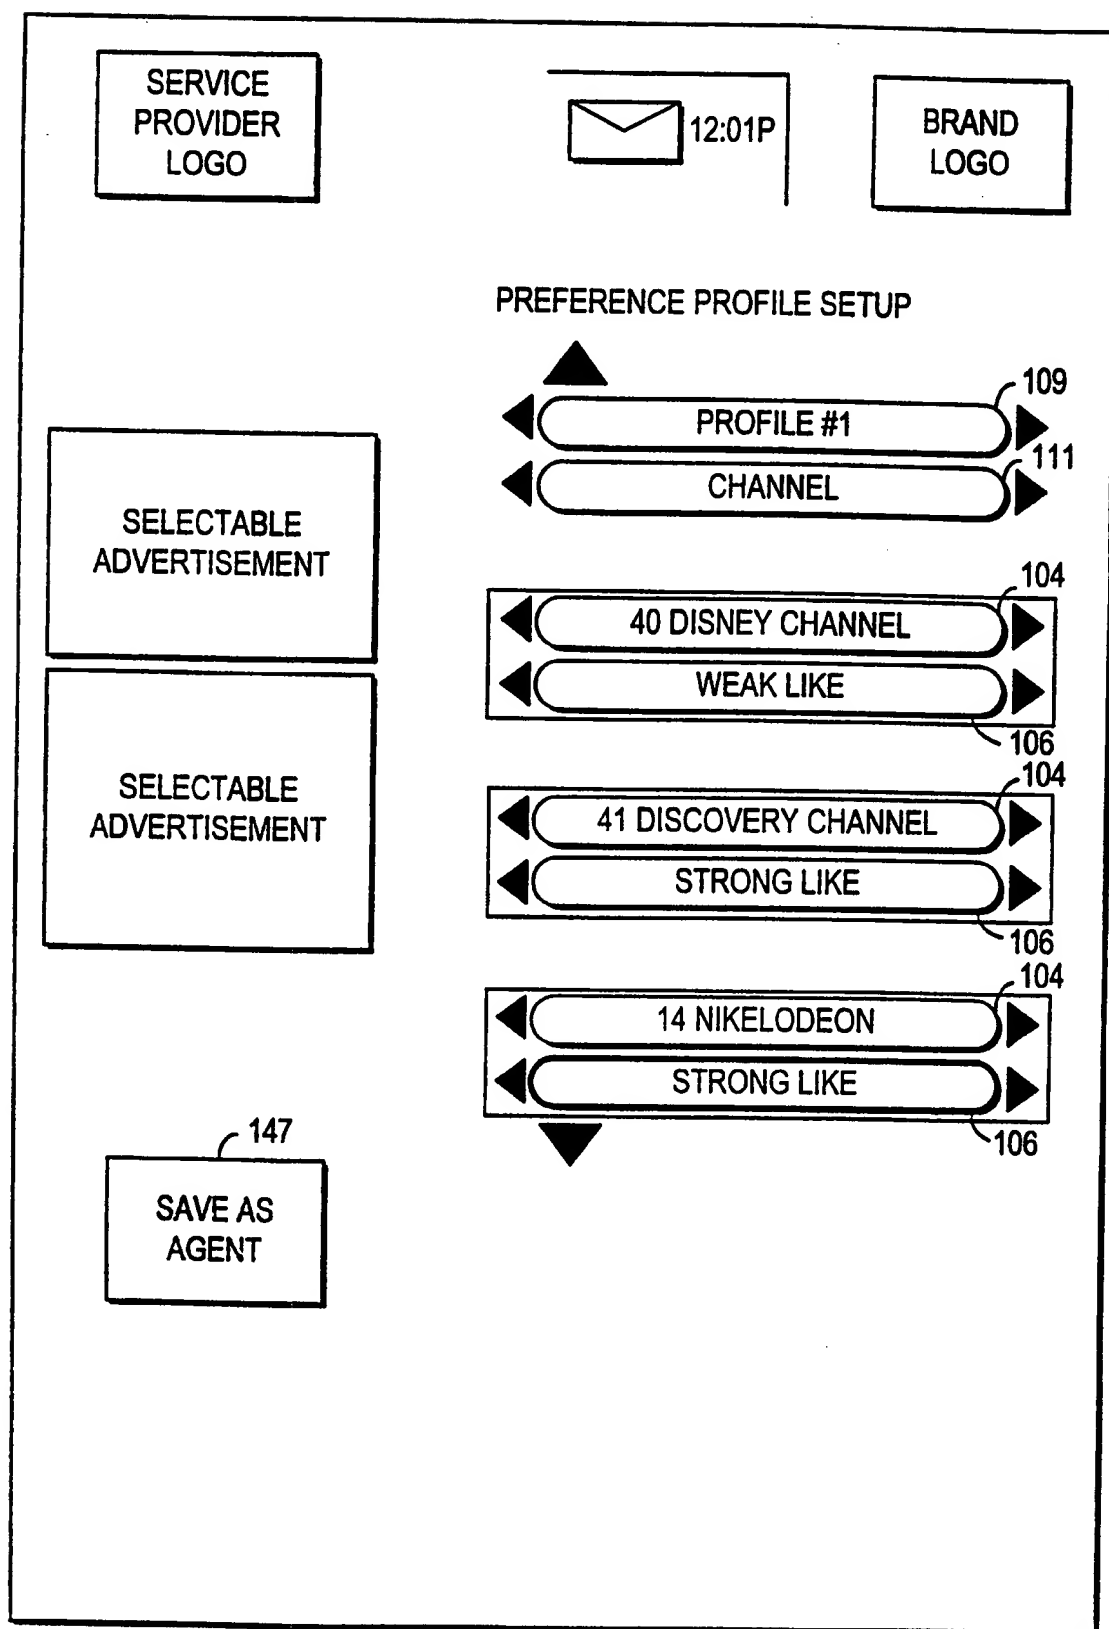 SERVICE
PROVIDER
LOGO
12:01P
BRAND
LOGO
PREFERENCE PROFILE SETUP
109
PROFILE #1
111
CHANNEL
SELECTABLE
ADVERTISEMENT
104
40 DISNEY CHANNEL
WEAK LIKE
106
SELECTABLE
ADVERTISEMENT
104
41 DISCOVERY CHANNEL
STRONG LIKE
106
104
14 NIKELODEON
STRONG LIKE
106
147
SAVE AS
AGENT